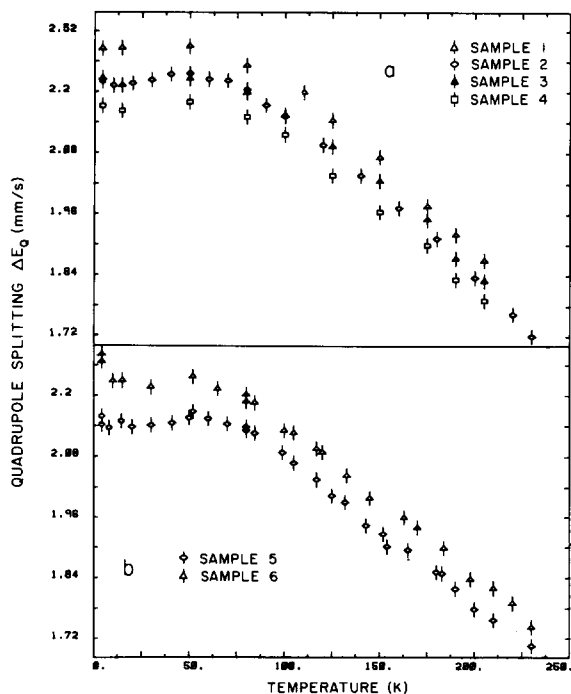 2.52
2.2
2.08
1.96
1.84
1.72
a
SAMPLE 1
SAMPLE 2
SAMPLE 3
SAMPLE 4
QUADRUPOLE SPLITTING ΔE_Q (mm/s)
2.2
2.08
1.96
1.84
1.72
b
SAMPLE 5
SAMPLE 6
0. 50. 100. 150. 200. 250.
TEMPERATURE (K)